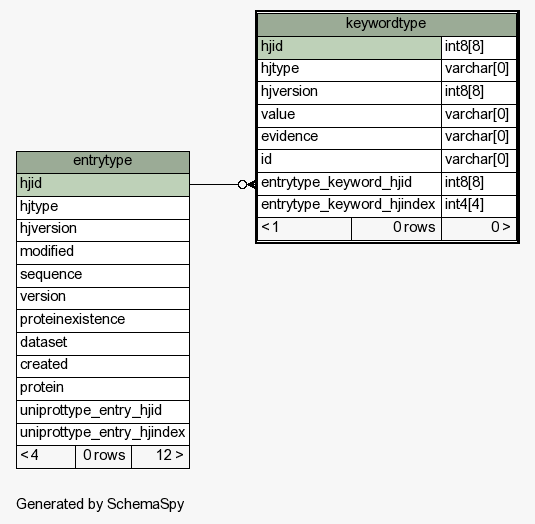 keywordtype
hjid int8[8]
hjtype varchar[0]
hjversion int8[8]
value varchar[0]
evidence varchar[0]
id varchar[0]
entrytype_keyword_hjid int8[8]
entrytype_keyword_hjindex int4[4]
< 1 0 rows 0 >
entrytype
hjid
hjtype
hjversion
modified
sequence
version
proteinexistence
dataset
created
protein
uniprottype_entry_hjid
uniprottype_entry_hjindex
< 4 0 rows 12 >
Generated by SchemaSpy